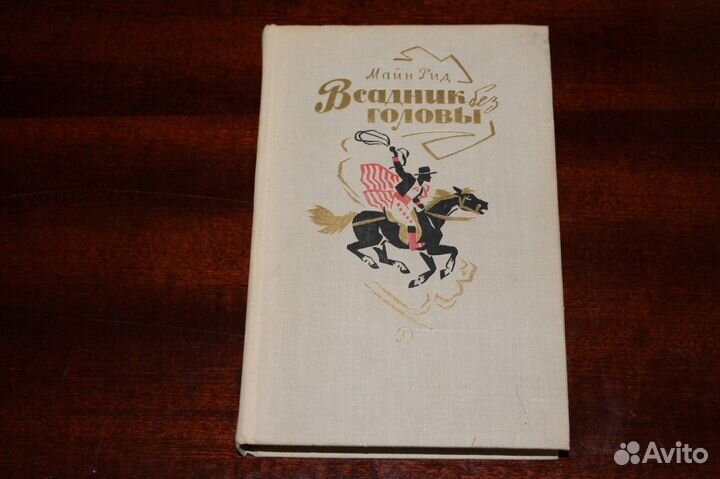 Майн Рид
Всадник без
головы
Д
Avito